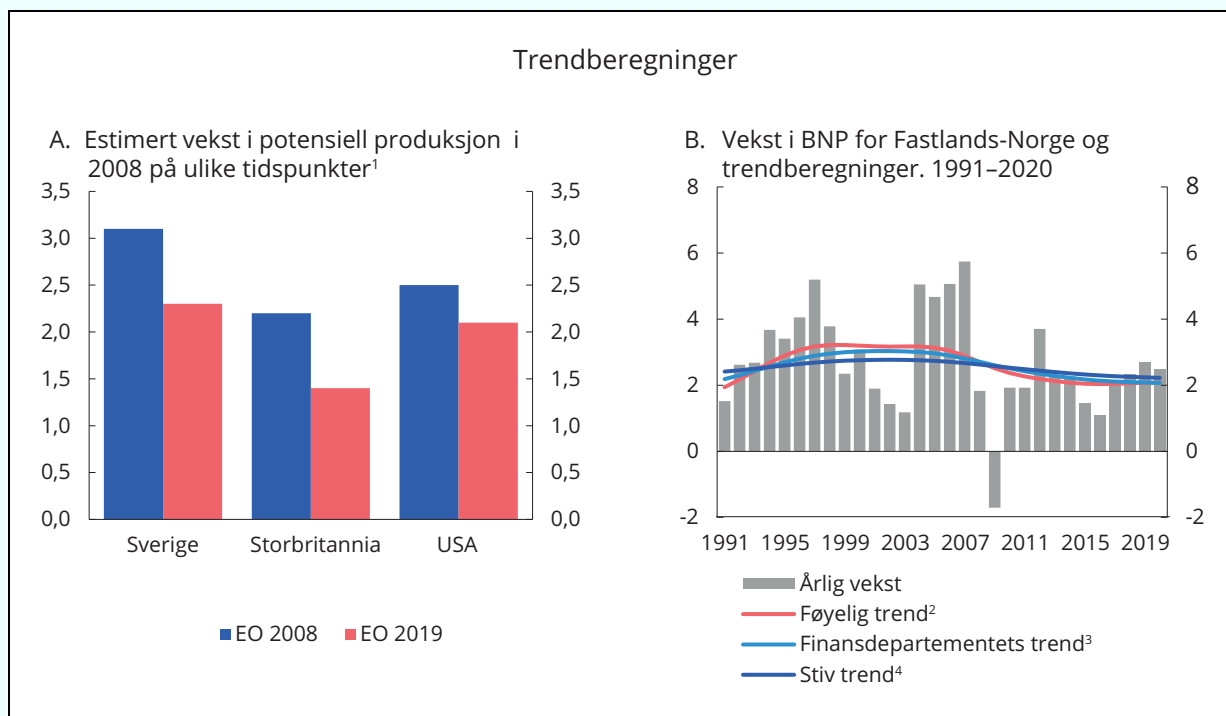 Trendberegninger
A. Estimert vekst i potensiell produksjon i
2008 på ulike tidspunkter¹
3,5
3,0
2,5
2,0
1,5
1,0
0,5
0,0
3,5
3,0
2,5
2,0
1,5
1,0
0,5
0,0
Sverige Storbritannia USA
EO 2008 EO 2019
B. Vekst i BNP for Fastlands-Norge og
trendberegninger. 1991–2020
8
6
4
2
0
-2
8
6
4
2
0
-2
1991 1995 1999 2003 2007 2011 2015 2019
Årlig vekst
Føyelig trend²
Finansdepartementets trend³
Stiv trend⁴